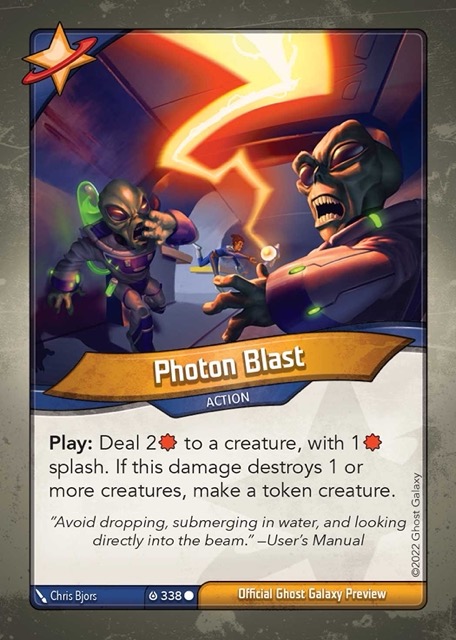 Photon Blast
ACTION
Play: Deal 2 to a creature, with 1
splash. If this damage destroys 1 or
more creatures, make a token creature.
"Avoid dropping, submerging in water, and looking
directly into the beam." –User's Manual
©2022 Ghost Galaxy
Chris Bjors
338
Official Ghost Galaxy Preview